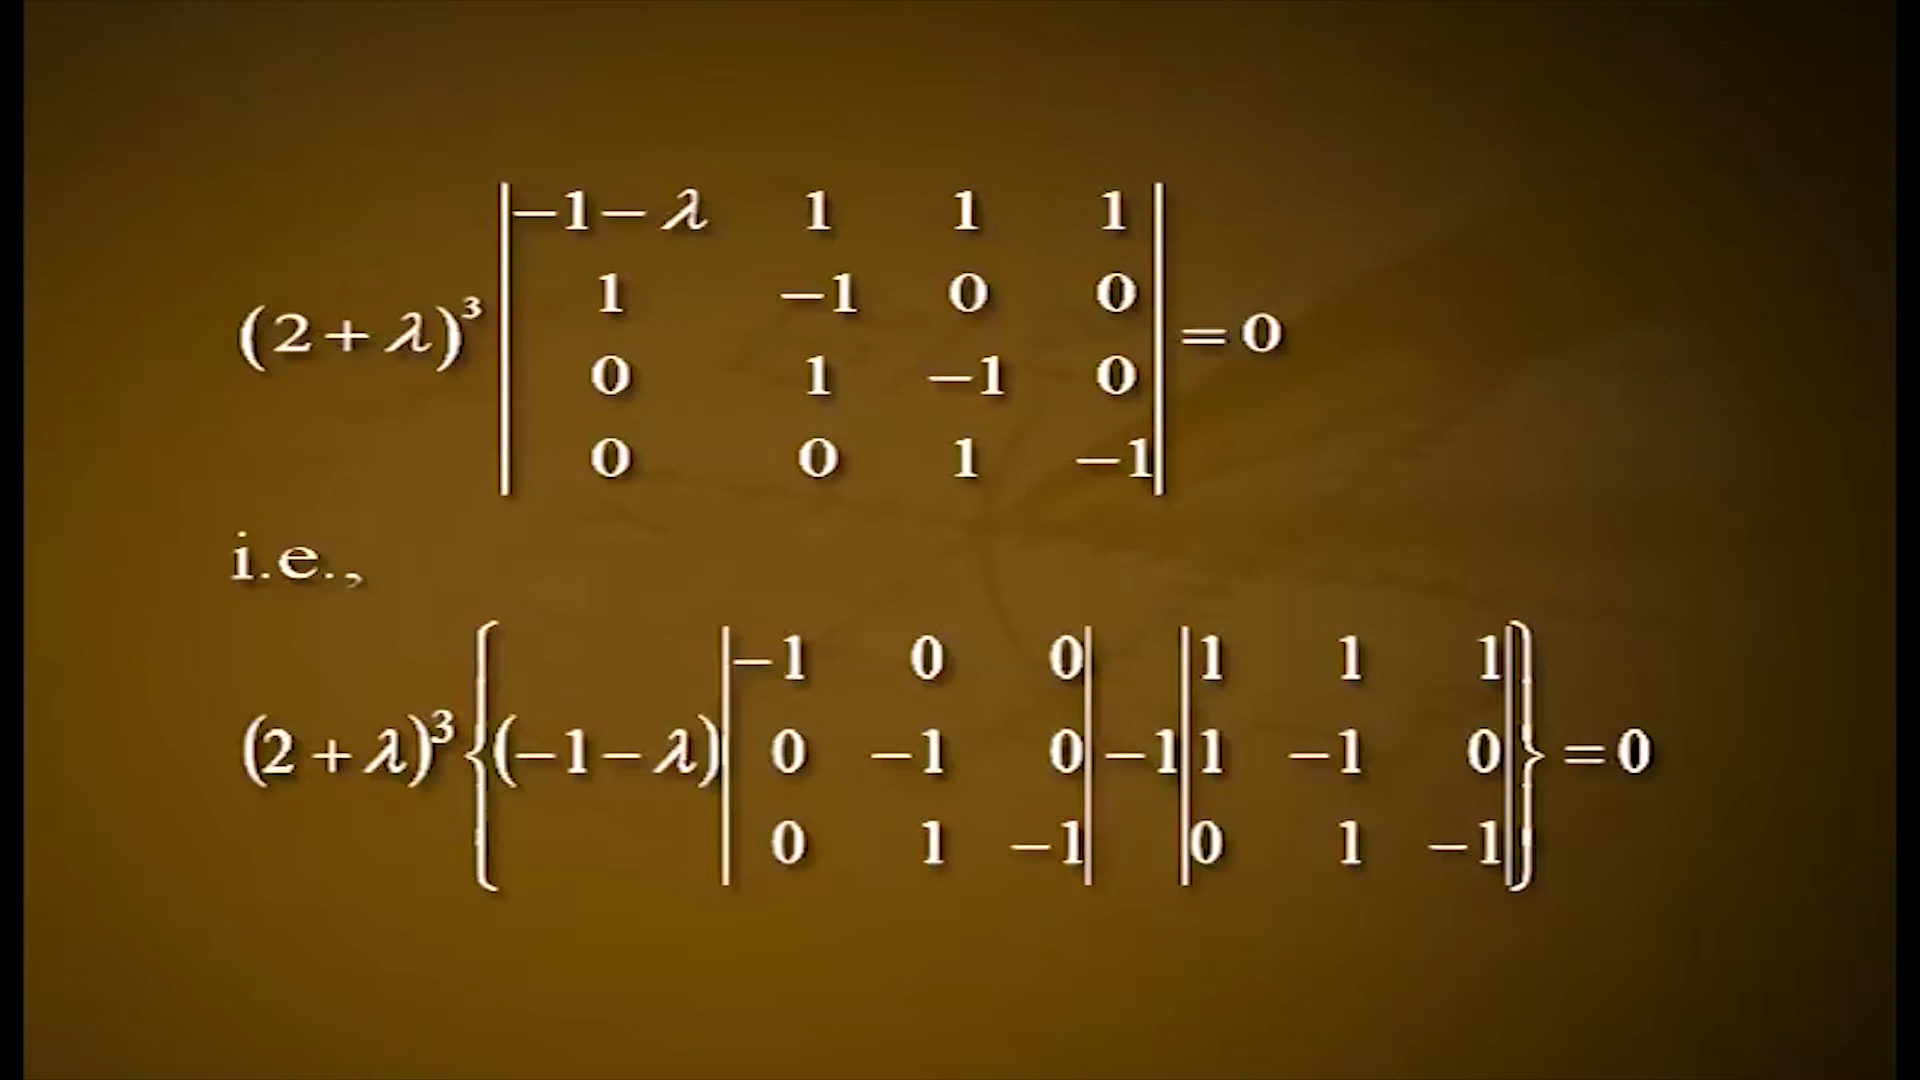 (2+λ)³ |−1−λ 1 1 1| = 0
|1 −1 0 0|
|0 1 −1 0|
|0 0 1 −1|
i.e.,
(2+λ)³ {(−1−λ) |−1 0 0| −1 |1 1 1|} = 0
|0 −1 0| |1 −1 0|
|0 1 −1| |0 1 −1|